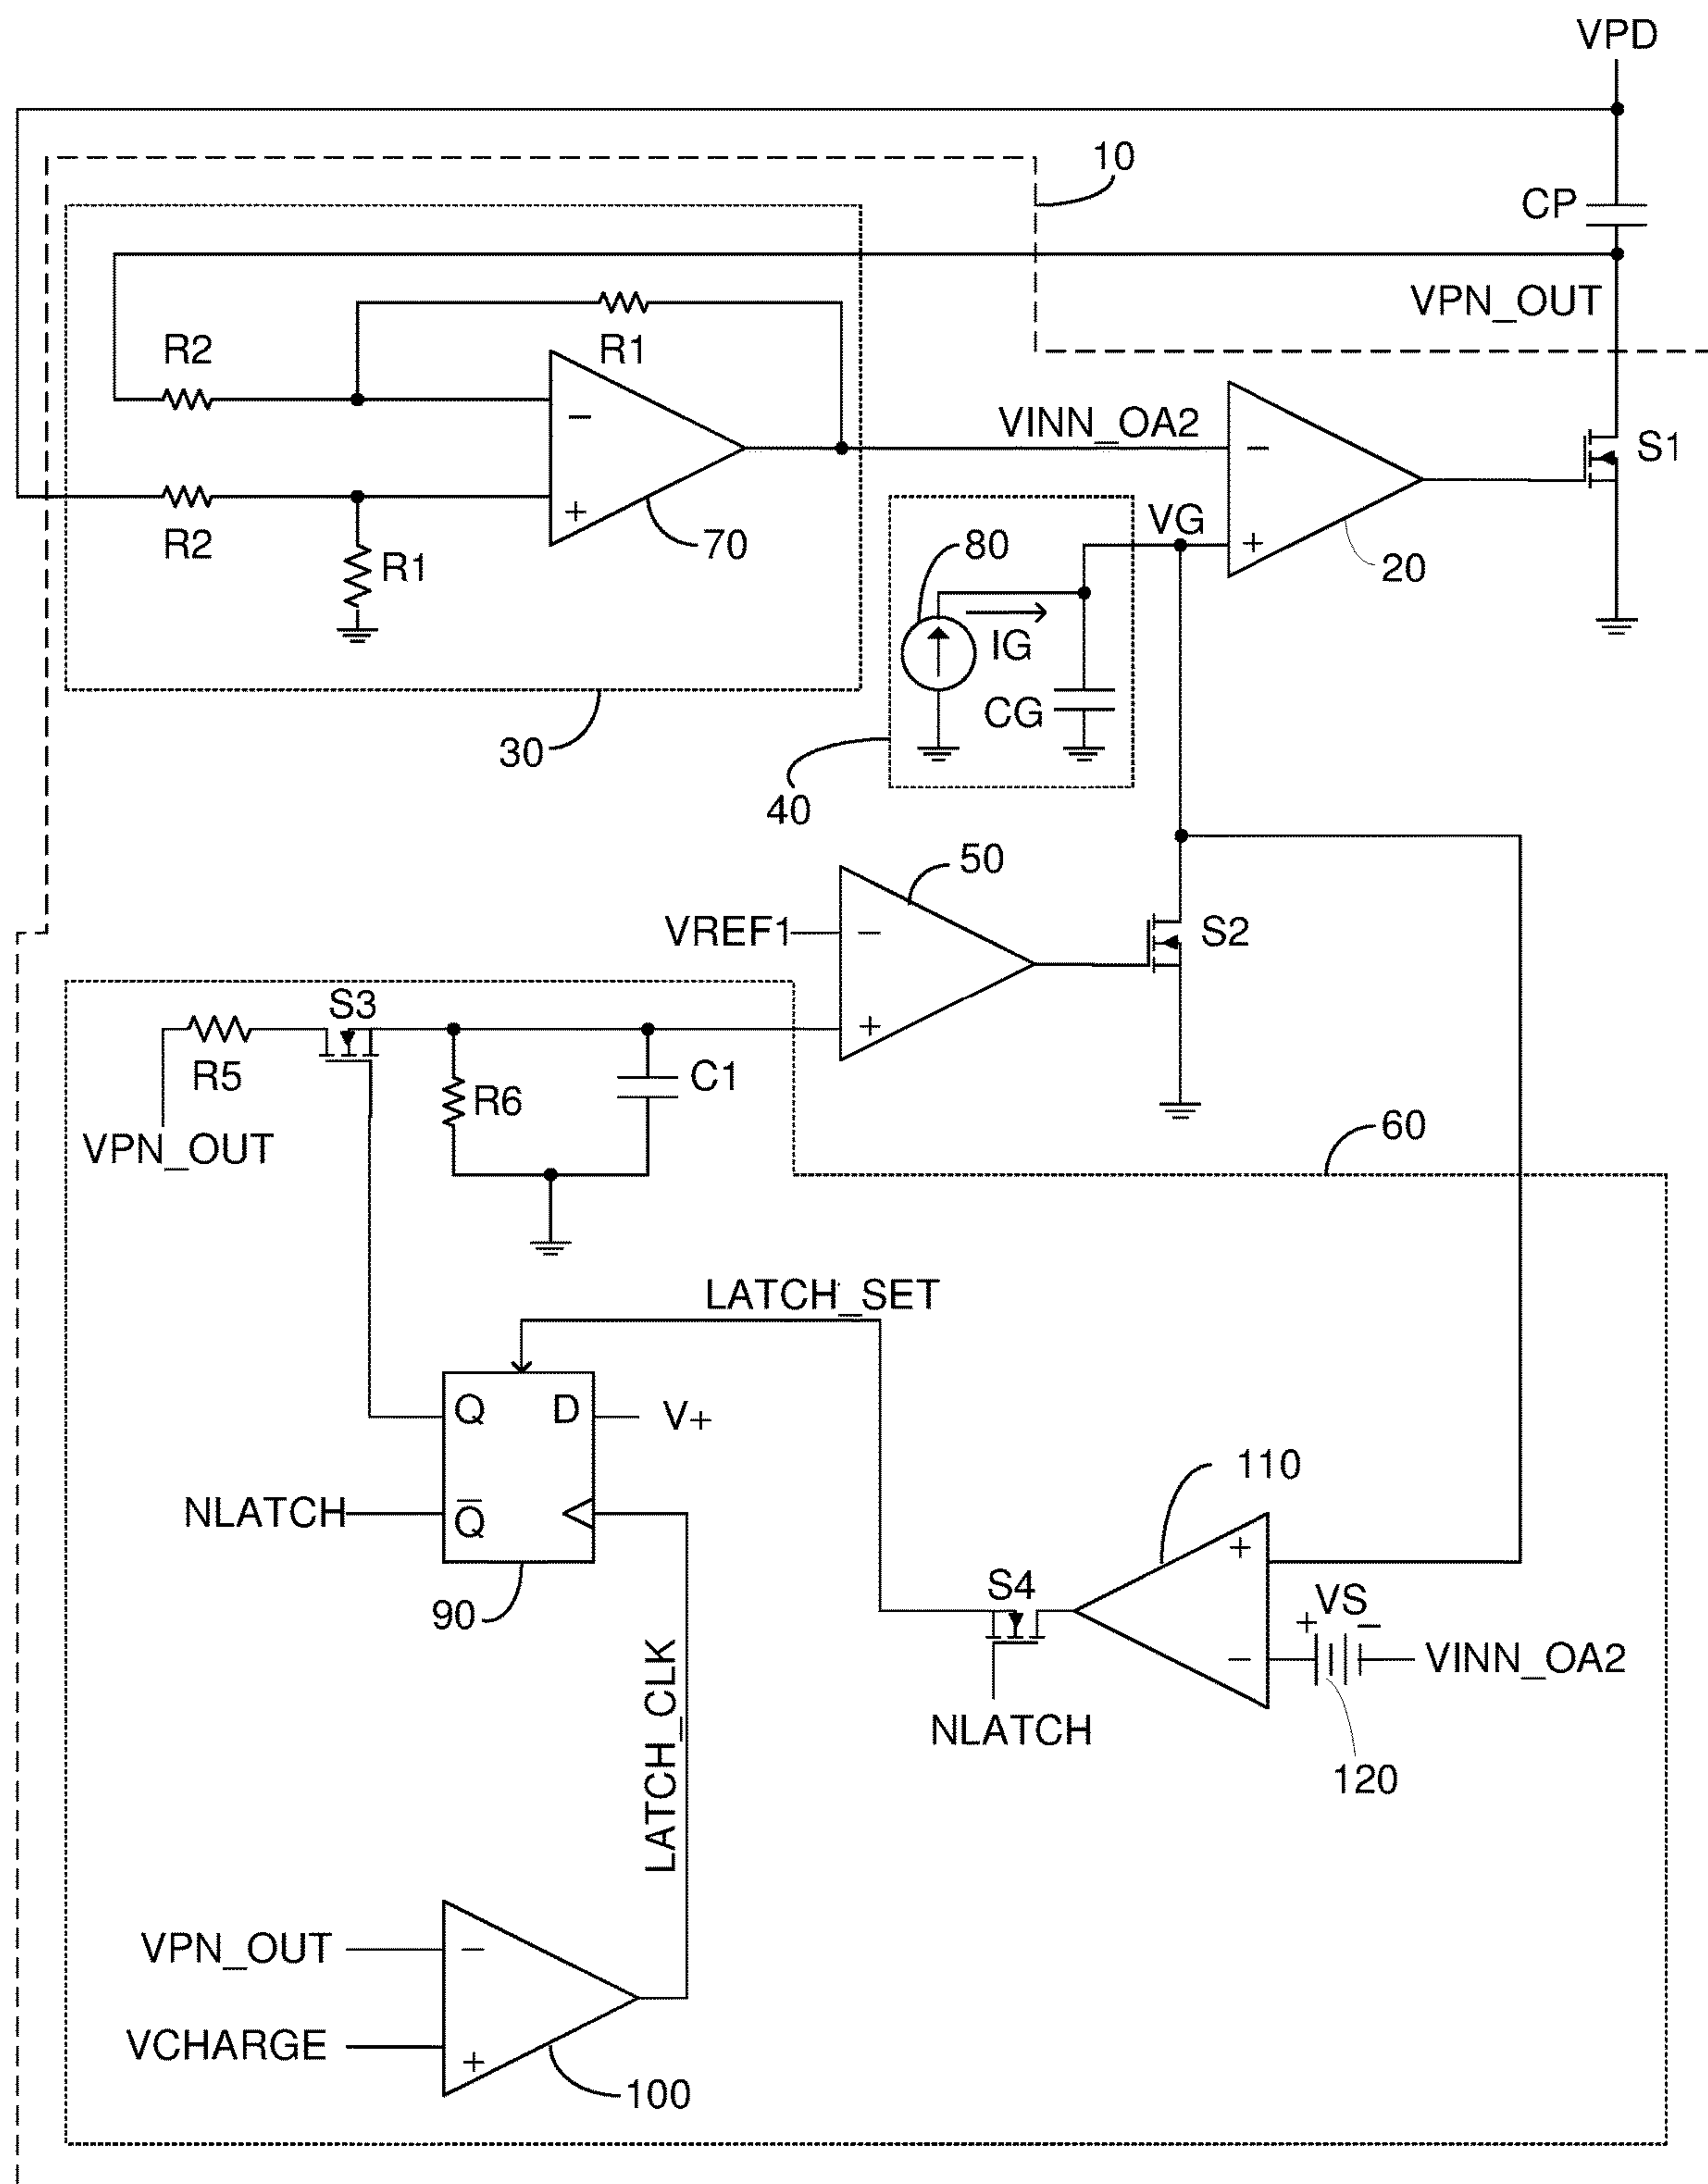 VPD
10
CP
VPN_OUT
R2
R1
VINN_OA2
S1
−
−
+
R2
R1
70
80
VG
+
20
IG
CG
30
40
50
VREF1
−
S2
S3
+
R5
R6
C1
VPN_OUT
60
LATCH_SET
Q
D
V+
110
NLATCH
Q̅
+
S4
VS
90
+
−
−
VINN_OA2
LATCH_CLK
NLATCH
120
VPN_OUT
−
VCHARGE
+
100